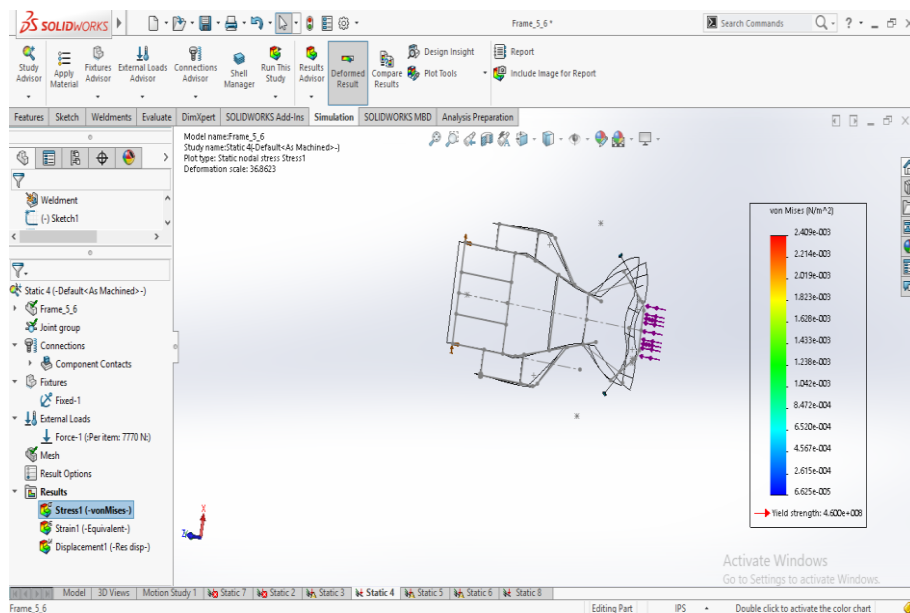 SOLIDWORKS
Frame_5_6 *
Search Commands
Study Advisor
Apply Material
Fixtures Advisor
External Loads Advisor
Connections Advisor
Shell Manager
Run This Study
Results Advisor
Deformed Result
Compare Results
Design Insight
Plot Tools
Report
Include Image for Report
Features Sketch Weldments Evaluate DimXpert SOLIDWORKS Add-Ins Simulation SOLIDWORKS MBD Analysis Preparation
Model name:Frame_5_6
Study name:Static 4(-Default<As Machined>-)
Plot type: Static nodal stress Stress1
Deformation scale: 36.8623
Weldment
(-) Sketch1
Static 4 (-Default<As Machined>-)
Frame_5_6
Joint group
Connections
Component Contacts
Fixtures
Fixed-1
External Loads
Force-1 (:Per item: 7770 N:)
Mesh
Result Options
Results
Stress1 (-vonMises-)
Strain1 (-Equivalent-)
Displacement1 (-Res disp-)
von Mises (N/m^2)
2.409e-003
2.214e-003
2.019e-003
1.823e-003
1.628e-003
1.433e-003
1.238e-003
1.042e-003
8.472e-004
6.520e-004
4.567e-004
2.615e-004
6.625e-005
Yield strength: 4.600e+008
X
Z
Activate Windows
Go to Settings to activate Windows.
Model 3D Views Motion Study 1 Static 7 Static 2 Static 3 Static 4 Static 5 Static 6 Static 8
Frame_5_6 Editing Part IPS Double click to activate the color chart